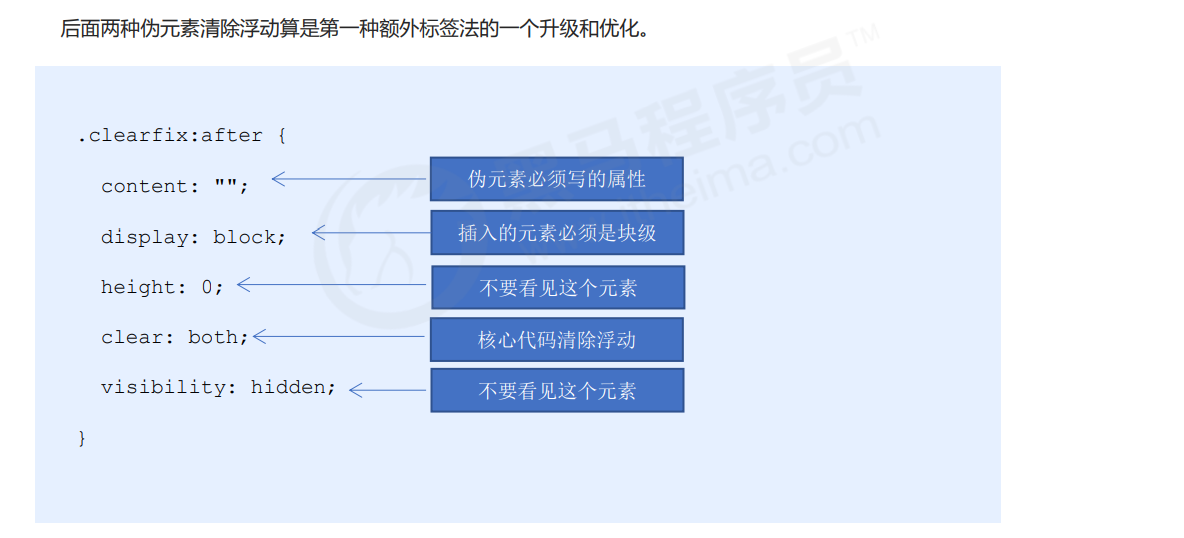 后面两种伪元素清除浮动算是第一种额外标签法的一个升级和优化。
黑马程序员™
www.itheima.com
.clearfix:after {
content: "";
伪元素必须写的属性
display: block;
插入的元素必须是块级
height: 0;
不要看见这个元素
clear: both;
核心代码清除浮动
visibility: hidden;
不要看见这个元素
}